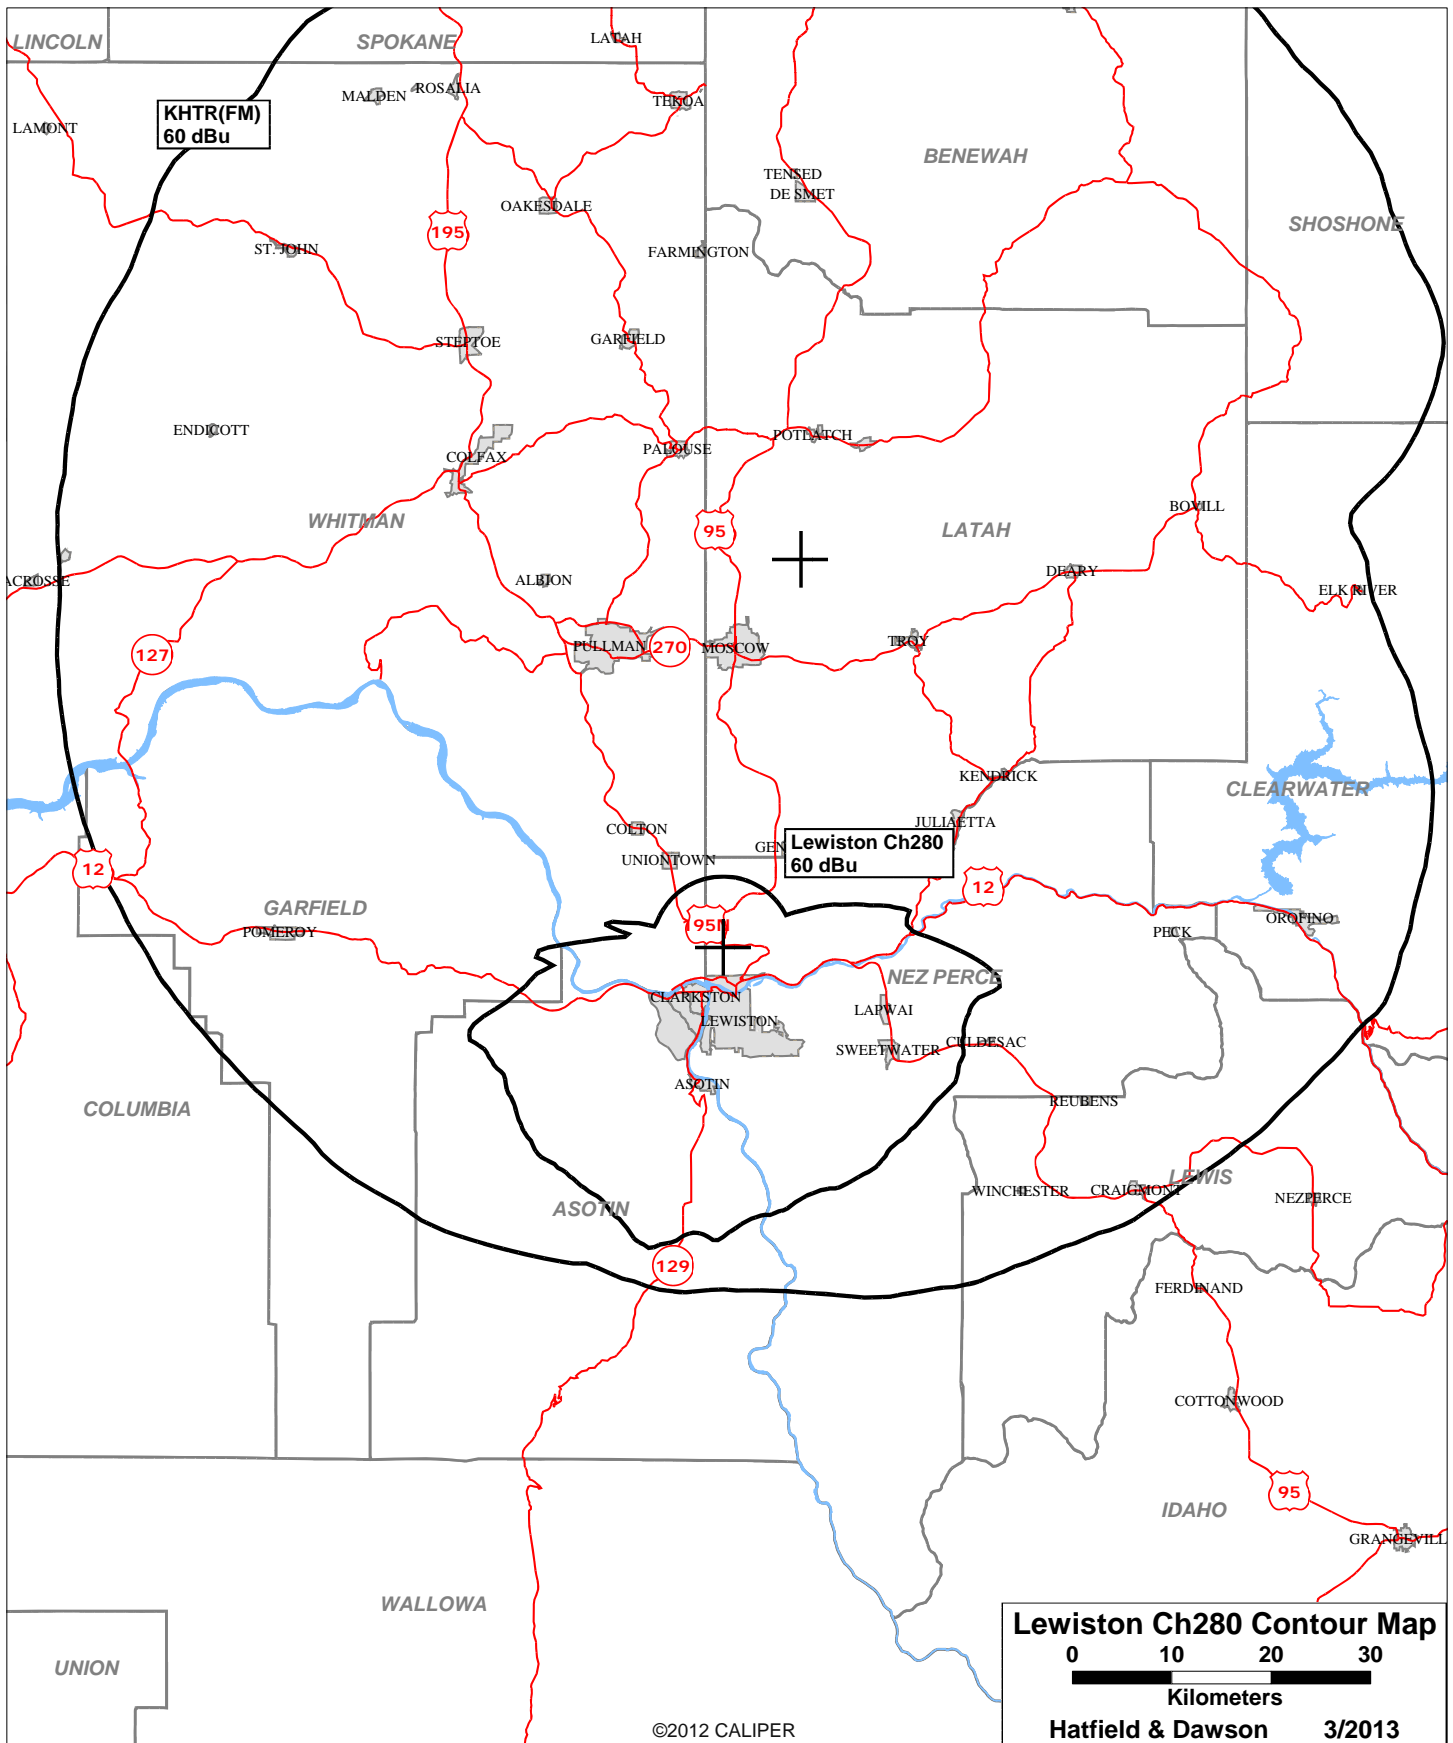 LINCOLN
SPOKANE
LATAH
MALDEN
ROSALIA
TEKOA
KHTR(FM)
60 dBu
LAMONT
BENEWAH
TENSED
DE SMET
OAKESDALE
SHOSHONE
195
ST. JOHN
FARMINGTON
STEPTOE
GARFIELD
ENDICOTT
POTLATCH
COLFAX
PALOUSE
BOVILL
WHITMAN
95
LATAH
ACROSSE
ALBION
DEARY
ELK RIVER
127
PULLMAN
270
MOSCOW
TROY
KENDRICK
CLEARWATER
JULIAETTA
COLTON
GEN
Lewiston Ch280
60 dBu
UNIONTOWN
12
12
GARFIELD
POMEROY
195
OROFINO
PECK
NEZ PERCE
CLARKSTON
LAPWAI
LEWISTON
SWEETWATER
CULDESAC
ASOTIN
COLUMBIA
REUBENS
LEWIS
WINCHESTER
CRAIGMONT
NEZPERCE
ASOTIN
129
FERDINAND
COTTONWOOD
95
IDAHO
GRANGEVILL
WALLOWA
UNION
Lewiston Ch280 Contour Map
0 10 20 30
Kilometers
Hatfield & Dawson 3/2013
©2012 CALIPER